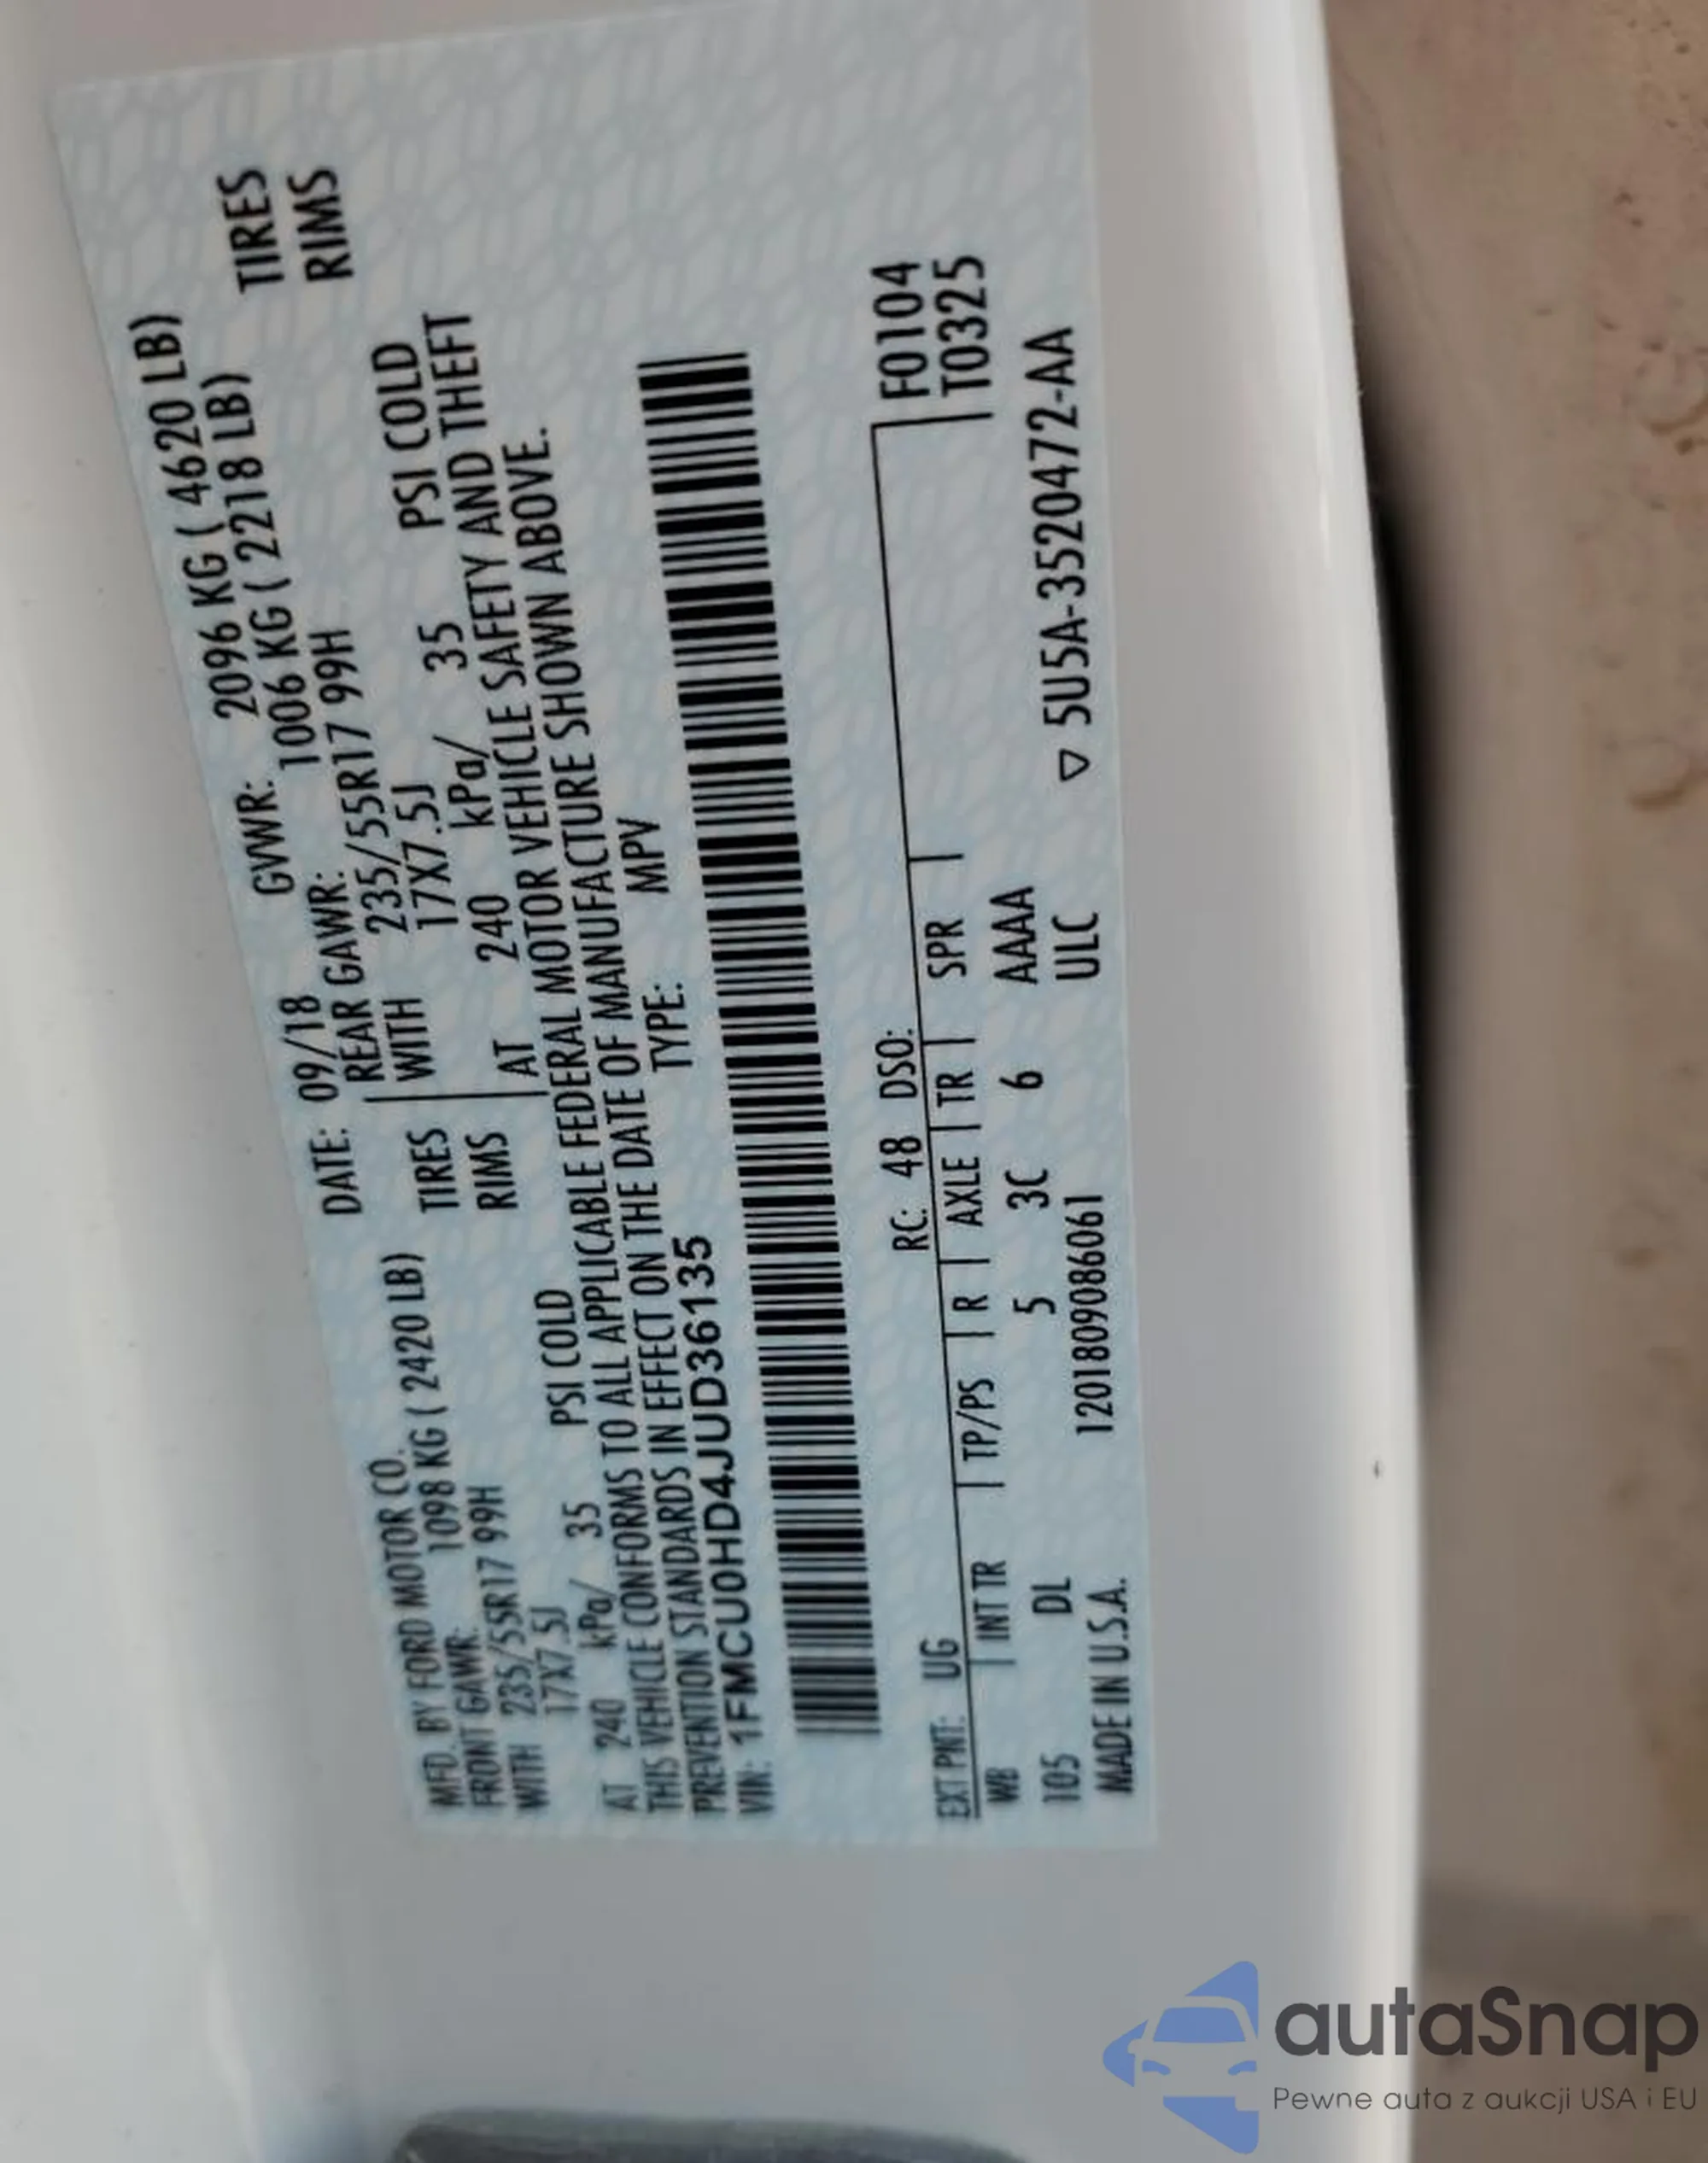 MFD. BY FORD MOTOR CO. DATE: 09/18 GVWR: 2096 KG ( 4620 LB)
FRONT GAWR: 1098 KG ( 2420 LB) REAR GAWR: 1006 KG ( 2218 LB)
WITH 235/55R17 99H TIRES WITH 235/55R17 99H TIRES
17X7.5J RIMS 17X7.5J RIMS
AT 240 kPa/ 35 PSI COLD AT 240 kPa/ 35 PSI COLD
THIS VEHICLE CONFORMS TO ALL APPLICABLE FEDERAL MOTOR VEHICLE SAFETY AND THEFT
PREVENTION STANDARDS IN EFFECT ON THE DATE OF MANUFACTURE SHOWN ABOVE.
VIN: 1FMCU0HD4JUD36135 TYPE: MPV
EXT PNT: UG RC: 48 DSO: F0104
WB INT TR TP/PS R AXLE TR SPR T0325
105 DL 5 3C 6 AAAA
MADE IN U.S.A. 120180908606​1 ULC ▽ 5U5A-3520472-AA
autaSnap
Pewne auta z aukcji USA i EU